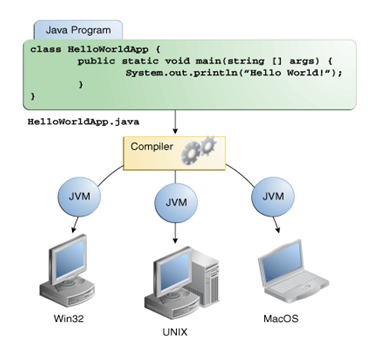 Java Program
class HelloWorldApp {
public static void main(string [] args) {
System.out.println("Hello World!");
}
}
HelloWorldApp.java
Compiler
JVM
JVM
JVM
Win32
UNIX
MacOS